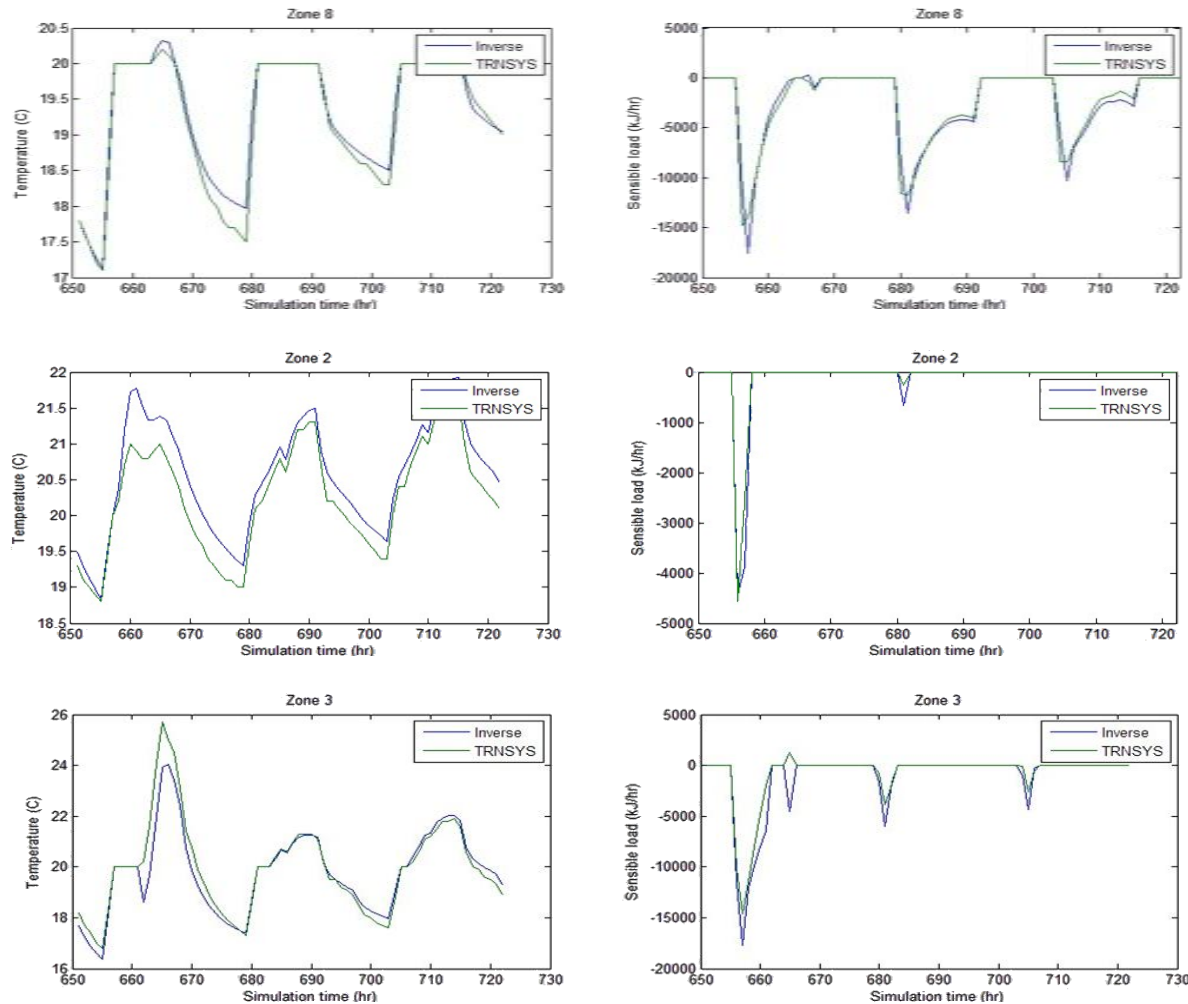 Zone 8
20.5
20
19.5
19
18.5
18
17.5
17
Temperature (C)
650 660 670 680 690 700 710 720 730
Simulation time (hr)
Inverse
TRNSYS
Zone 8
5000
0
-5000
-10000
-15000
-20000
Sensible load (kJ/hr)
650 660 670 680 690 700 710 720
Simulation time (hr)
Inverse
TRNSYS
Zone 2
22
21.5
21
20.5
20
19.5
19
18.5
Temperature (C)
650 660 670 680 690 700 710 720 730
Simulation time (hr)
Inverse
TRNSYS
Zone 2
0
-1000
-2000
-3000
-4000
-5000
Sensible load (kJ/hr)
650 660 670 680 690 700 710 720
Simulation time (hr)
Inverse
TRNSYS
Zone 3
26
24
22
20
18
16
Temperature (C)
650 660 670 680 690 700 710 720 730
Simulation time (hr)
Inverse
TRNSYS
Zone 3
5000
0
-5000
-10000
-15000
-20000
Sensible load (kJ/hr)
650 660 670 680 690 700 710 720 730
Simulation time (hr)
Inverse
TRNSYS